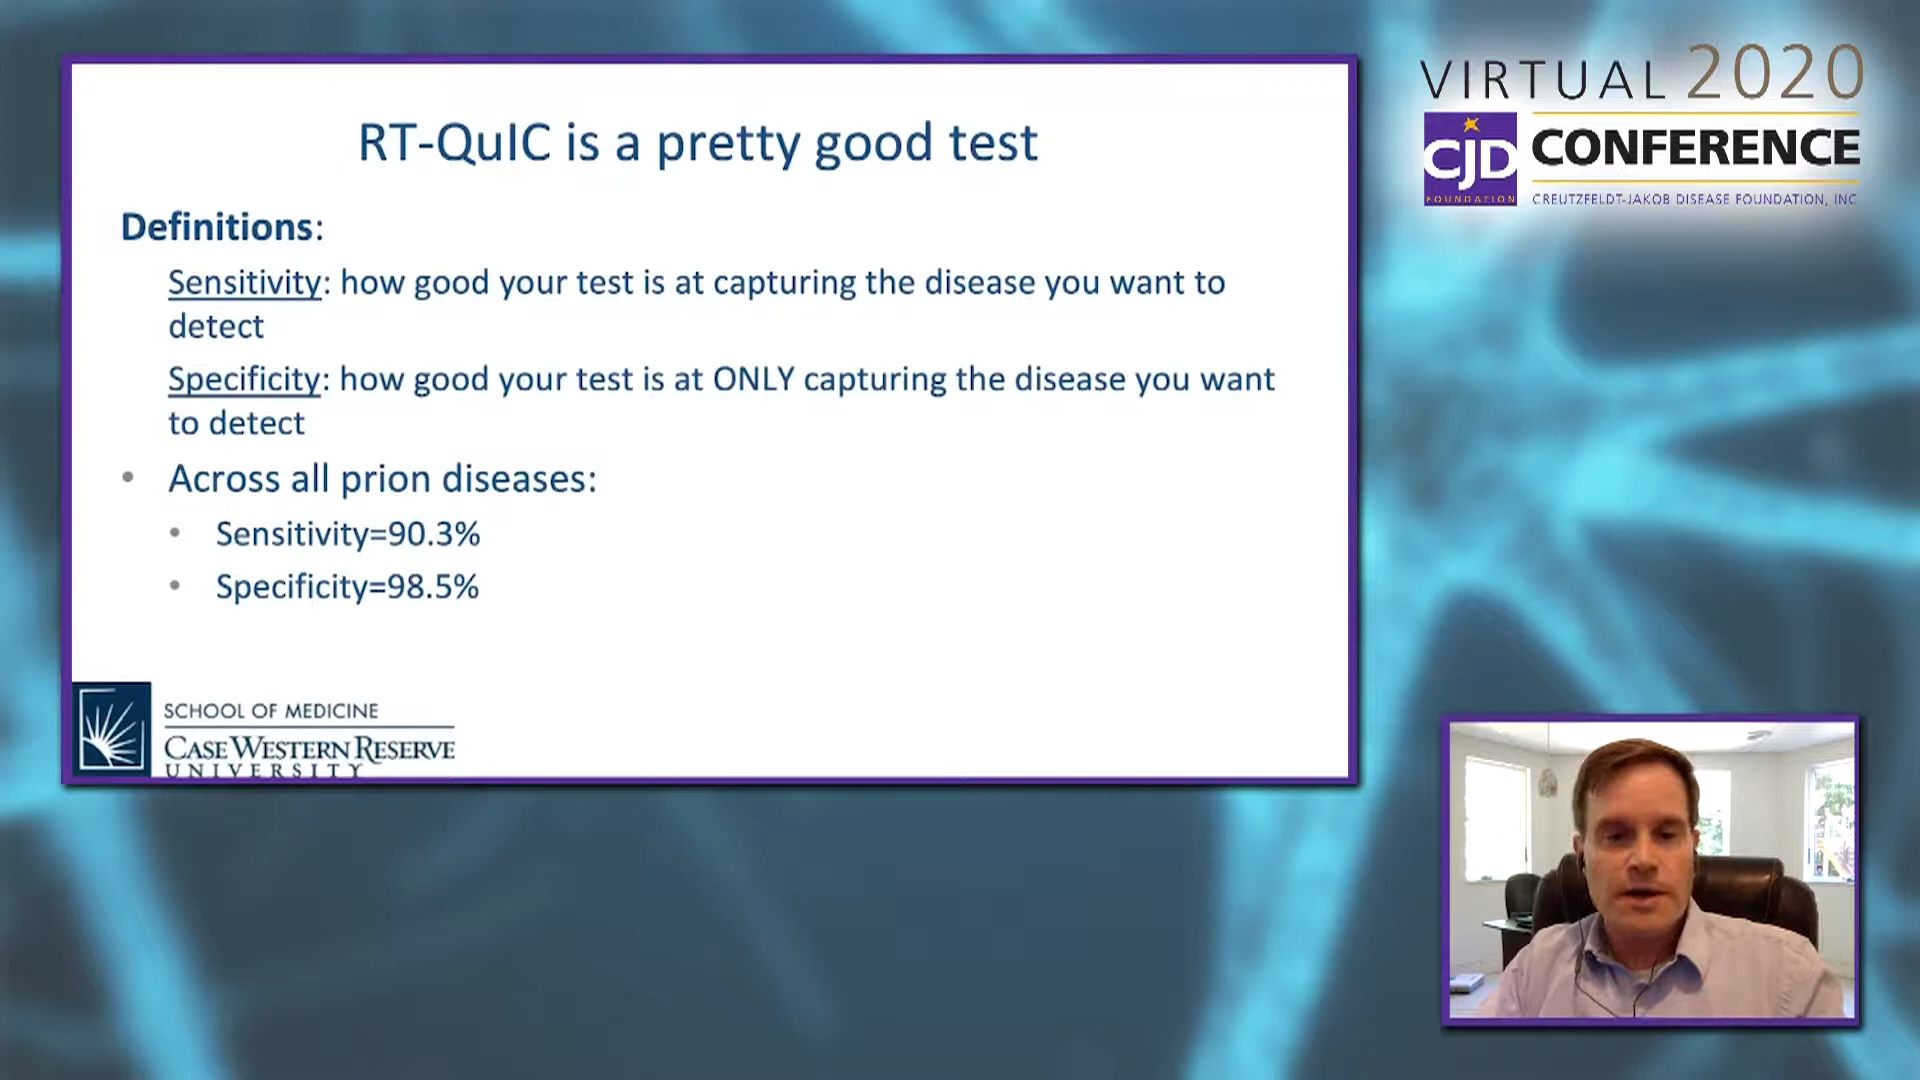 RT-QuIC is a pretty good test
Definitions:
Sensitivity: how good your test is at capturing the disease you want to
detect
Specificity: how good your test is at ONLY capturing the disease you want
to detect
• Across all prion diseases:
• Sensitivity=90.3%
• Specificity=98.5%
SCHOOL OF MEDICINE
CASE WESTERN RESERVE
UNIVERSITY
VIRTUAL 2020
CJD
FOUNDATION
CONFERENCE
CREUTZFELDT-JAKOB DISEASE FOUNDATION, INC